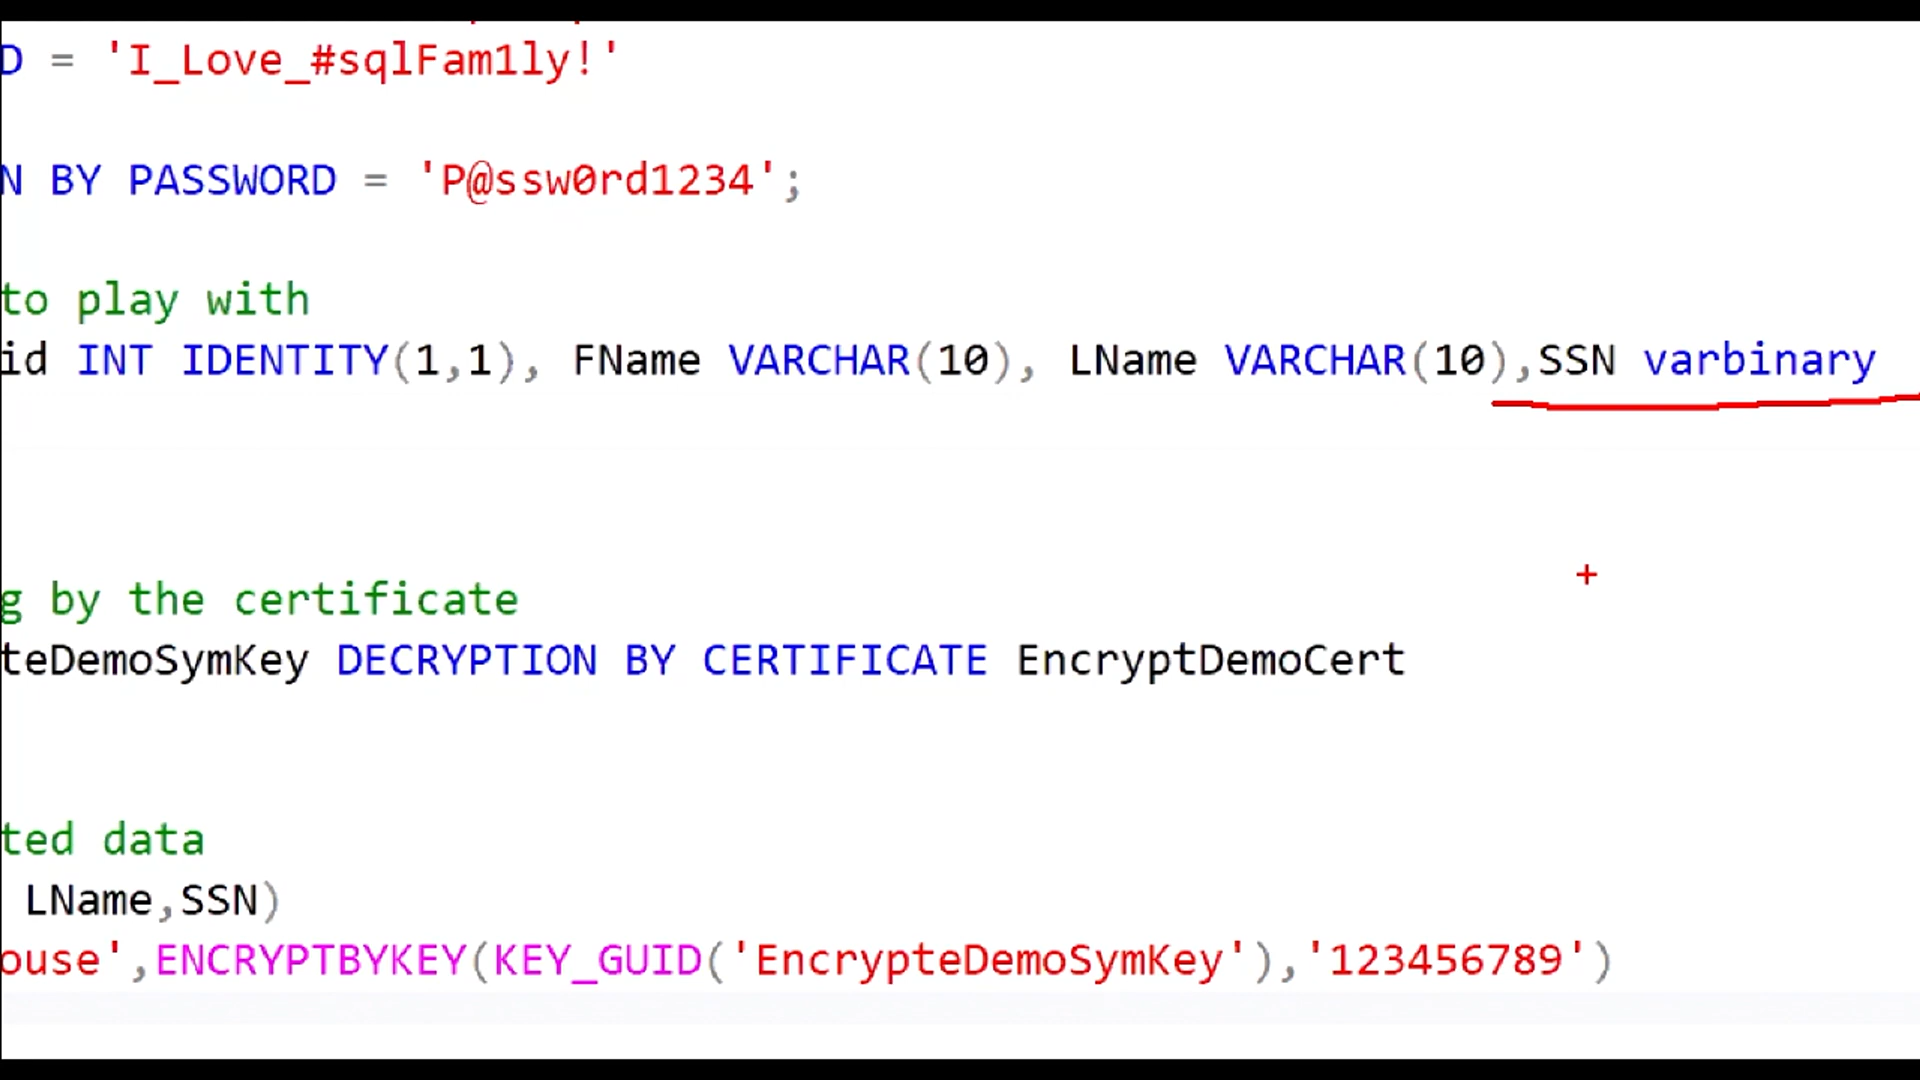 D = 'I_Love_#sqlFam1ly!'
N BY PASSWORD = 'P@ssw0rd1234';
to play with
id INT IDENTITY(1,1), FName VARCHAR(10), LName VARCHAR(10),SSN varbinary
g by the certificate
teDemoSymKey DECRYPTION BY CERTIFICATE EncryptDemoCert
ted data
LName,SSN)
ouse',ENCRYPTBYKEY(KEY_GUID('EncrypteDemoSymKey'),'123456789')